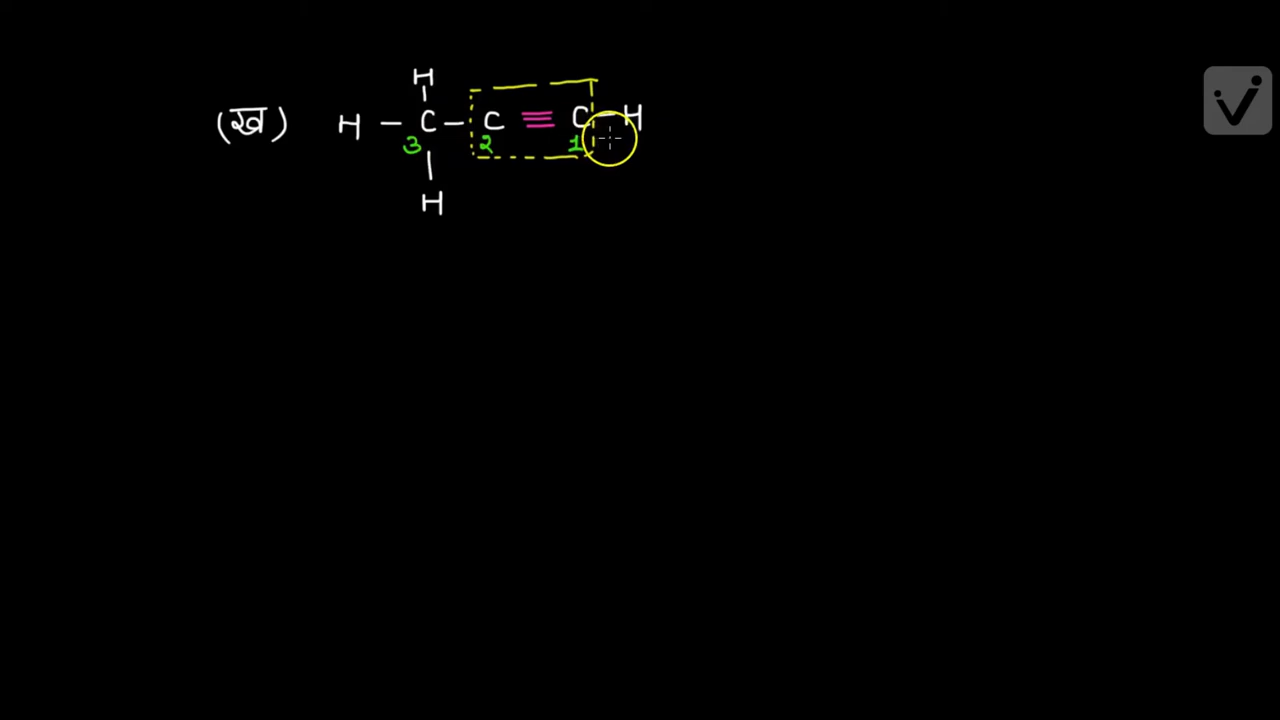 H
(ख) H – C – C ≡ C – H
3 2 1
H